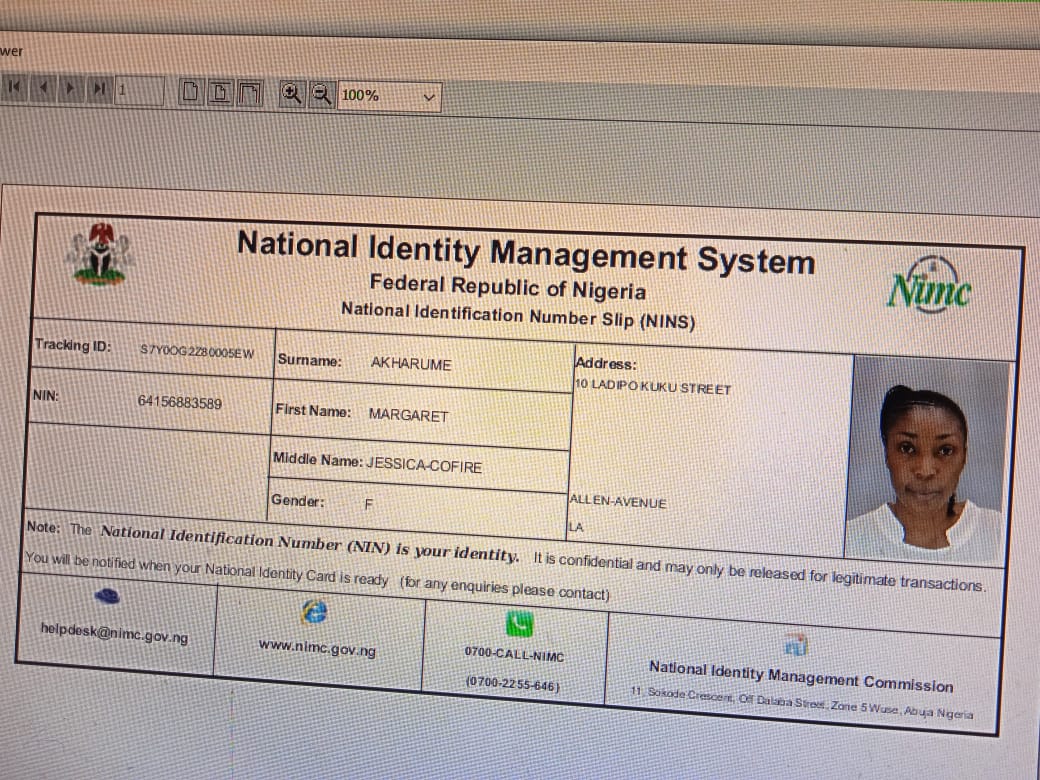 wer
1
100%
National Identity Management System
Federal Republic of Nigeria
National Identification Number Slip (NINS)
Nimc
Tracking ID: S7Y0OG2Z80005EW
Surname: AKHARUME
Address:
10 LADIPO KUKU STREET
NIN: 64156883589
First Name: MARGARET
Middle Name: JESSICA-COFIRE
Gender: F
ALLEN-AVENUE
LA
Note: The National Identification Number (NIN) is your identity. It is confidential and may only be released for legitimate transactions.
You will be notified when your National Identity Card is ready (for any enquiries please contact)
helpdesk@nimc.gov.ng
www.nimc.gov.ng
0700-CALL-NIMC
(0700-2255-646)
National Identity Management Commission
11, Sokode Crescent, Off Dalaba Street, Zone 5 Wuse, Abuja Nigeria